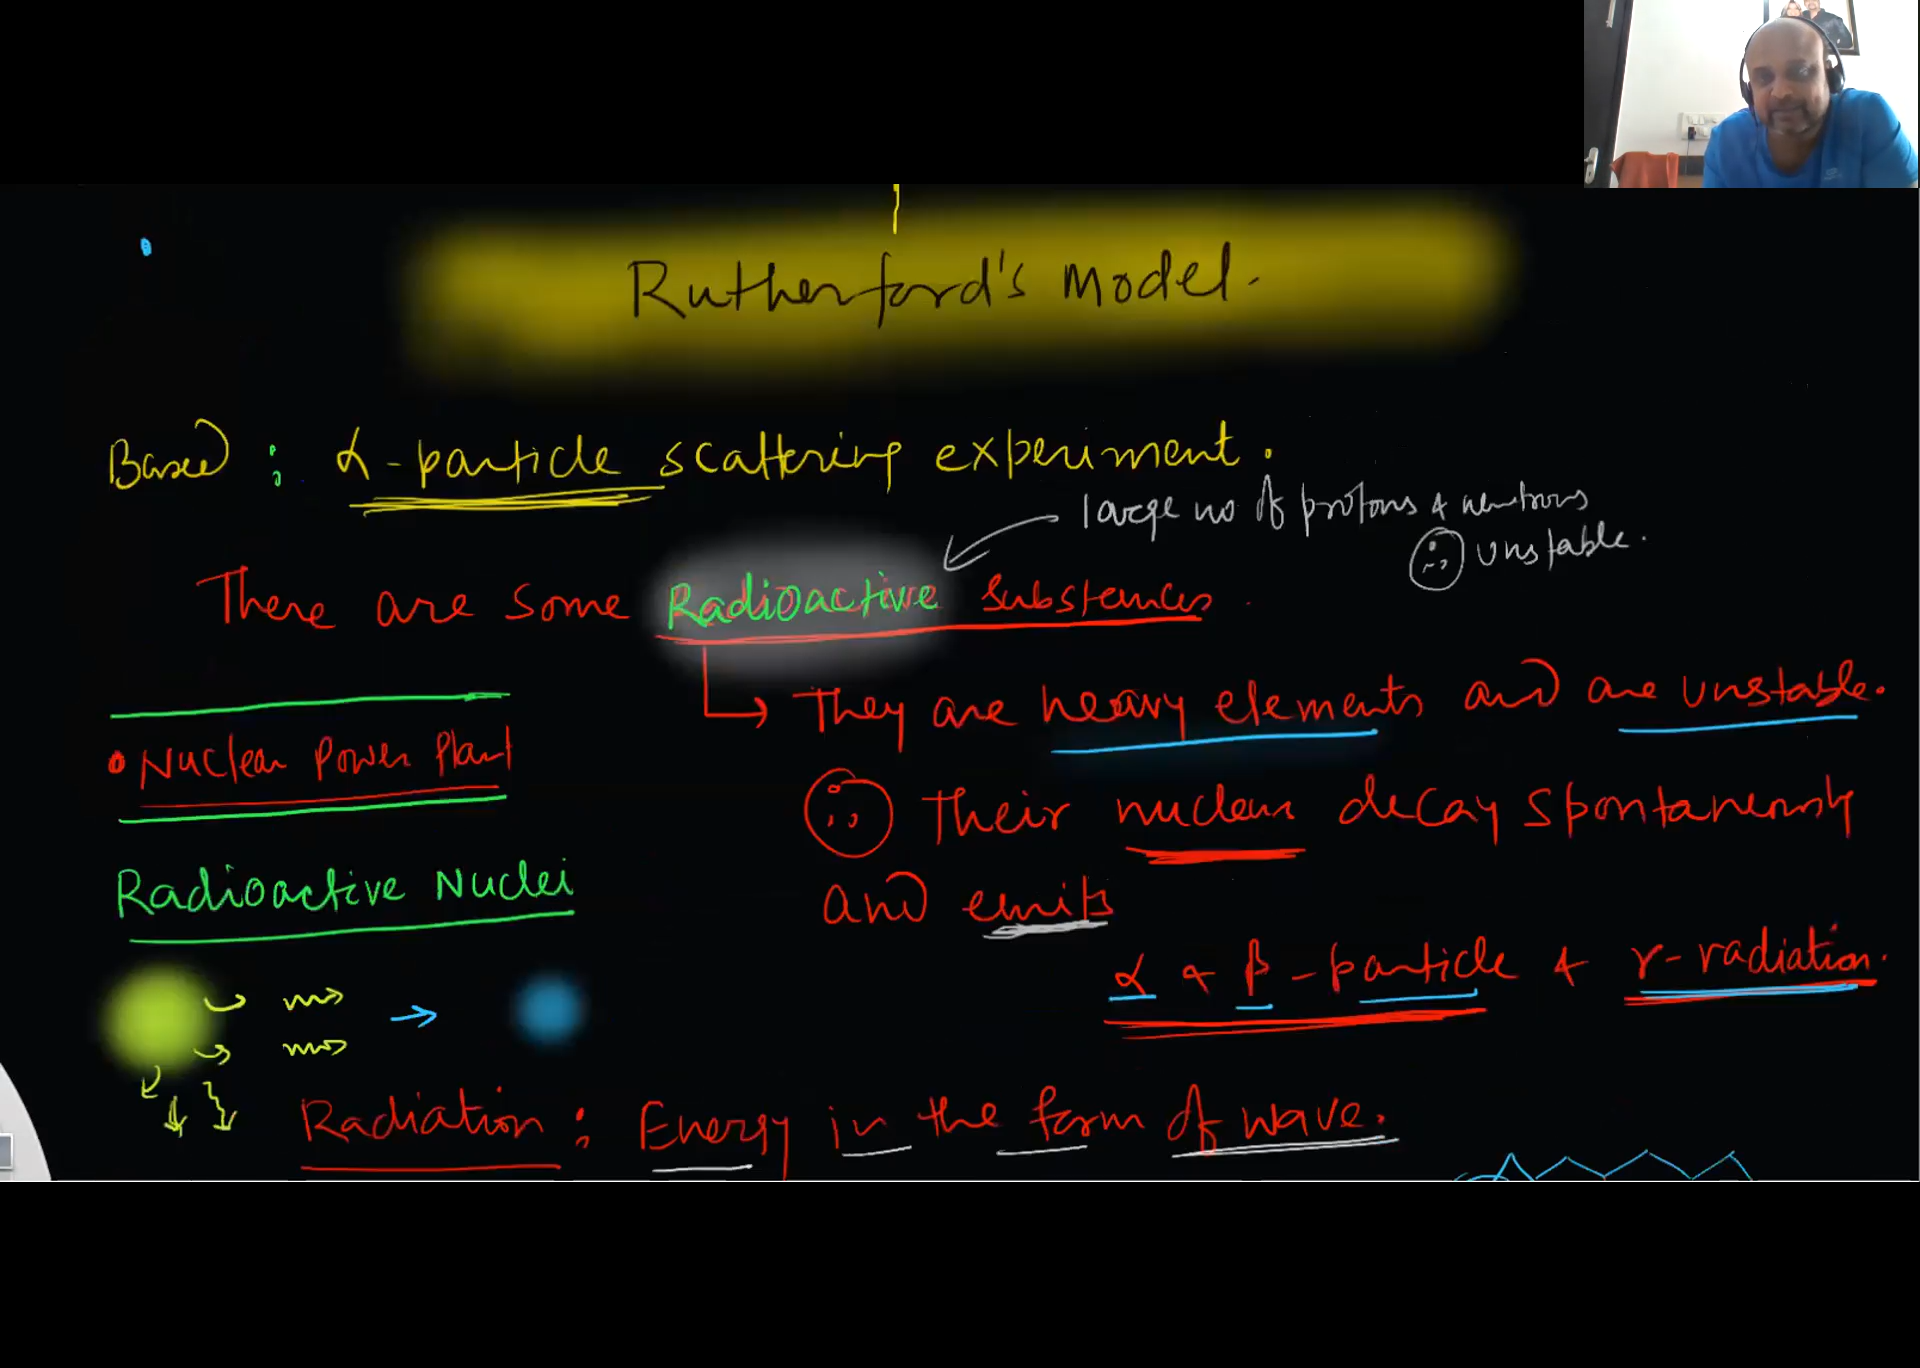 Rutherford's Model.
Based : α-particle scattering experiment.
large no of protons & neutrons
∴ unstable.
There are some Radioactive Substances.
They are heavy elements and are unstable.
• Nuclear Power Plant
∴ Their nucleus decay spontaneously
Radioactive Nuclei
and emits
α & β-particle & γ-radiation.
Radiation : Energy in the form of wave.